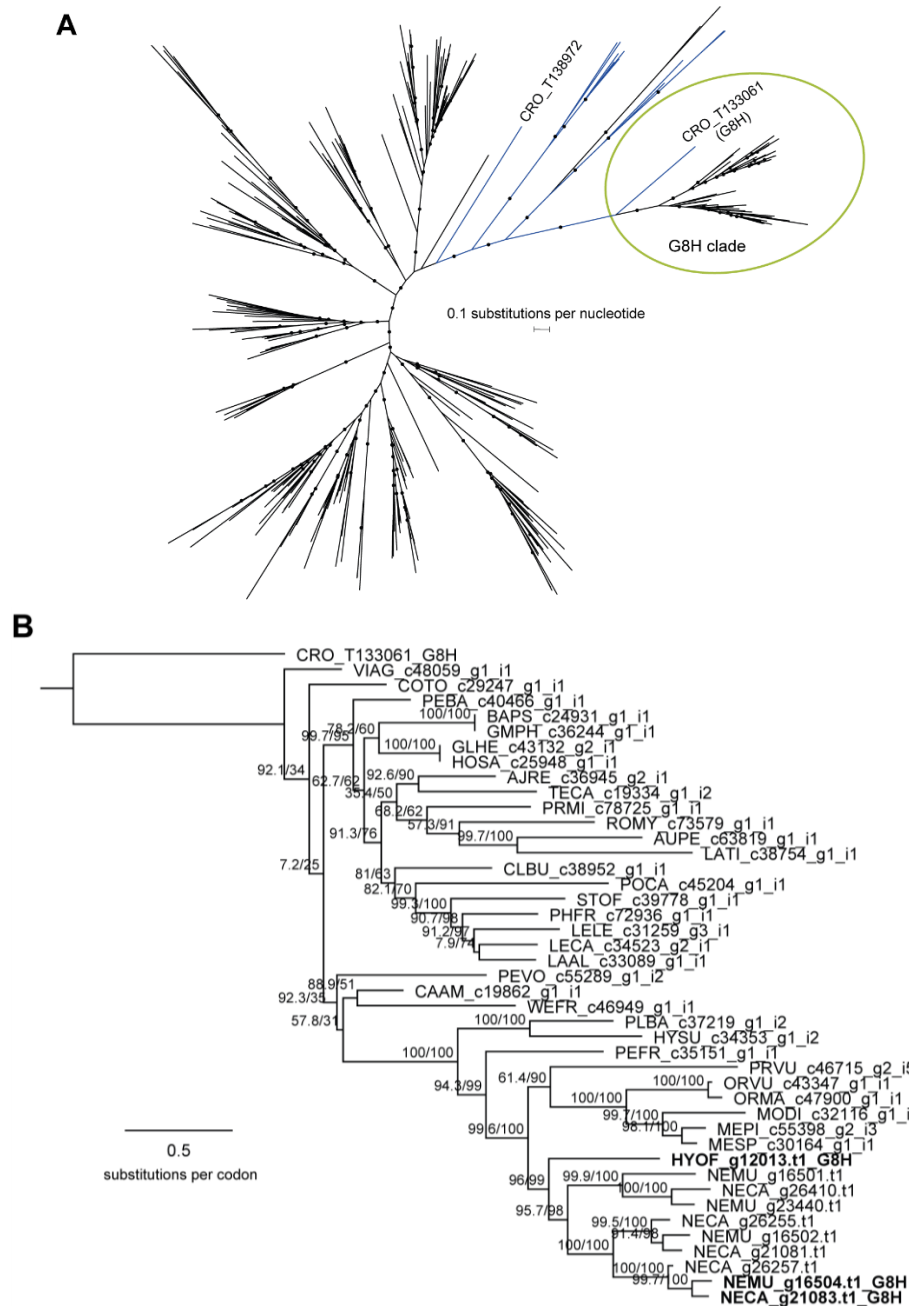 A
CRO_T138972
CRO_T133061
(G8H)
G8H clade
0.1 substitutions per nucleotide
B
CRO_T133061_G8H
VIAG_c48059_g1_i1
COTO_c29247_g1_i1
PEBA_c40466_g1_i1
100/100
BAPS_c24931_g1_i1
78.2/60
GMPH_c36244_g1_i1
99.7/95
100/100
GLHE_c43132_g2_i1
HOSA_c25948_g1_i1
92.1/34
62.7/62
92.6/90
AJRE_c36945_g2_i1
35.4/50
TECA_c19334_g1_i2
68.2/62
PRMI_c78725_g1_i1
57.3/91
ROMY_c73579_g1_i1
91.3/76
99.7/100
AUPE_c63819_g1_i1
LATI_c38754_g1_i1
7.2/25
81/63
CLBU_c38952_g1_i1
82.1/70
POCA_c45204_g1_i1
99.3/100
STOF_c39778_g1_i1
90.7/98
PHFR_c72936_g1_i1
91.2/97
LELE_c31259_g3_i1
7.9/74
LECA_c34523_g2_i1
LAAL_c33089_g1_i1
88.9/51
PEVO_c55289_g1_i2
92.3/35
CAAM_c19862_g1_i1
57.8/31
WEFR_c46949_g1_i1
100/100
PLBA_c37219_g1_i2
100/100
HYSU_c34353_g1_i2
PEFR_c35151_g1_i1
94.3/99
61.4/90
PRVU_c46715_g2_i5
100/100
ORVU_c43347_g1_i1
100/100
ORMA_c47900_g1_i1
99.7/100
MODI_c32116_g1_i
98.1/100
MEPI_c55398_g2_i3
99.6/100
MESP_c30164_g1_i1
HYOF_g12013.t1_G8H
96/99
99.9/100
NEMU_g16501.t1
100/100
NECA_g26410.t1
95.7/98
NEMU_g23440.t1
99.5/100
NECA_g26255.t1
91.4/98
NEMU_g16502.t1
100/100
NECA_g21081.t1
100/100
NECA_g26257.t1
99.7/100
NEMU_g16504.t1_G8H
NECA_g21083.t1_G8H
0.5
substitutions per codon